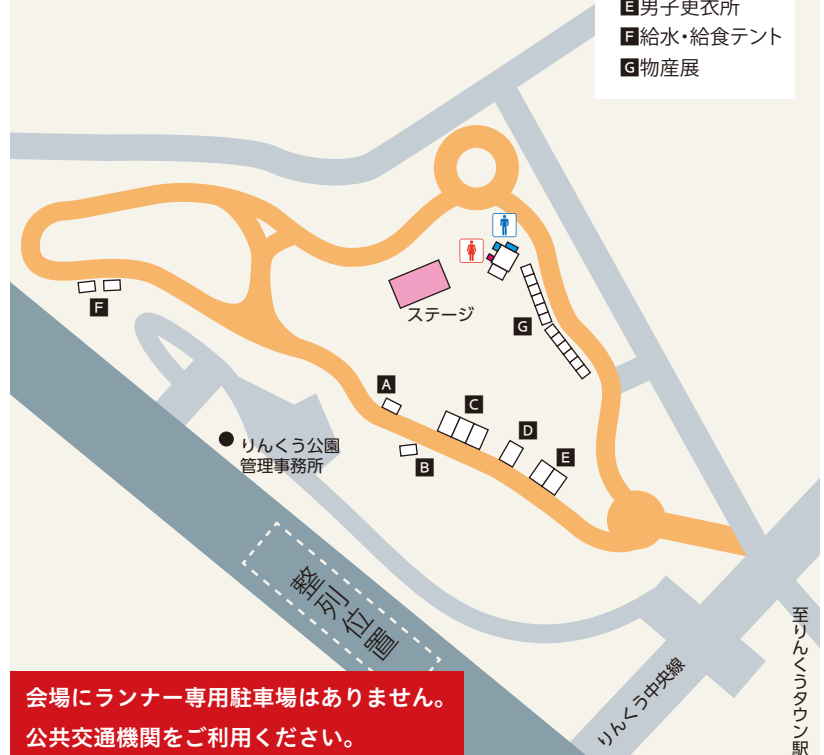 E男子更衣所
F給水・給食テント
G物産展
ステージ
F
G
A
C
D
E
B
りんくう公園
管理事務所
整列位置
りんくう中央線
至りんくうタウン駅
会場にランナー専用駐車場はありません。
公共交通機関をご利用ください。